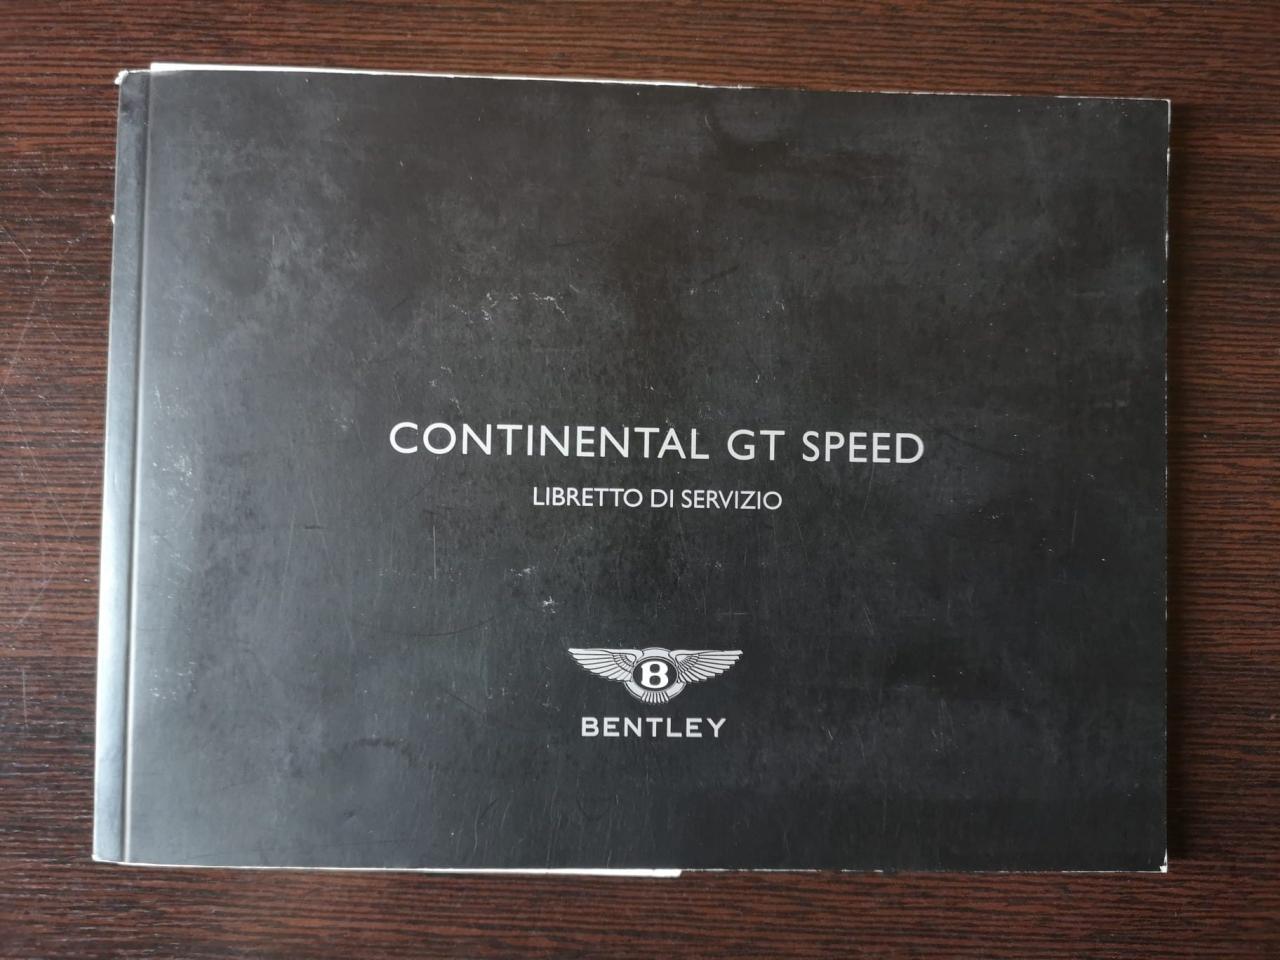 CONTINENTAL GT SPEED
LIBRETTO DI SERVIZIO
B
BENTLEY